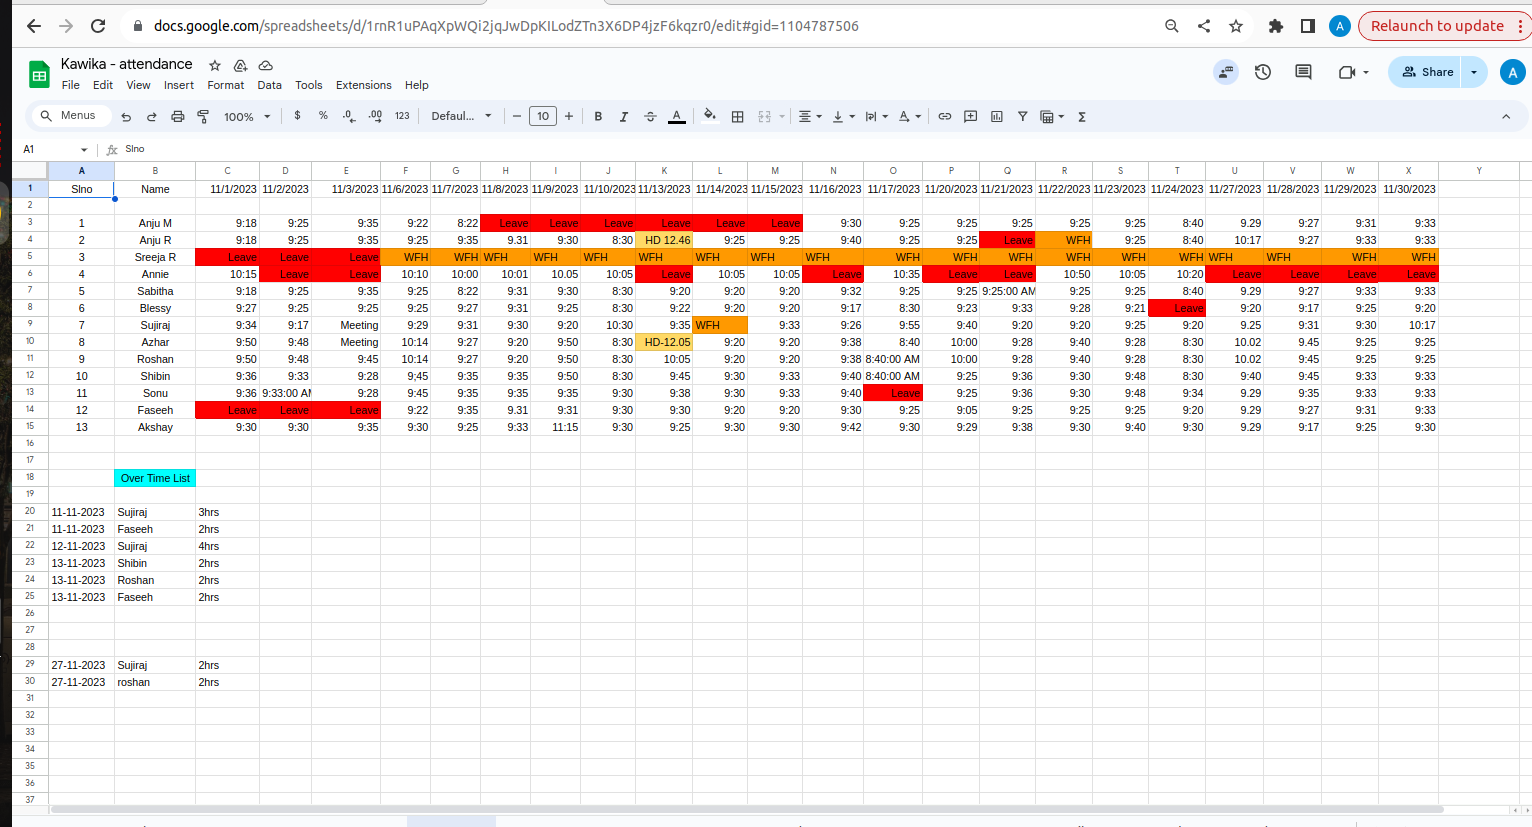 docs.google.com/spreadsheets/d/1rnR1uPAqXpWQi2jqJwDpKILodZTn3X6DP4jzF6kqzr0/edit#gid=1104787506 A Relaunch to update
Kawika - attendance
File Edit View Insert Format Data Tools Extensions Help Share A
Menus 100% $ % .0 .00 123 Defaul... 10 B I A
A1 fx Slno
A B C D E F G H I J K L M N O P Q R S T U V W X Y
1 Slno Name 11/1/2023 11/2/2023 11/3/2023 11/6/2023 11/7/2023 11/8/2023 11/9/2023 11/10/2023 11/13/2023 11/14/2023 11/15/2023 11/16/2023 11/17/2023 11/20/2023 11/21/2023 11/22/2023 11/23/2023 11/24/2023 11/27/2023 11/28/2023 11/29/2023 11/30/2023
2
3 1 Anju M 9:18 9:25 9:35 9:22 8:22 Leave Leave Leave Leave Leave Leave 9:30 9:25 9:25 9:25 9:25 9:25 8:40 9.29 9:27 9:31 9:33
4 2 Anju R 9:18 9:25 9:35 9:25 9:35 9.31 9:30 8:30 HD 12.46 9:25 9:25 9:40 9:25 9:25 Leave WFH 9:25 8:40 10:17 9:27 9:33 9:33
5 3 Sreeja R Leave Leave Leave WFH WFH WFH WFH WFH WFH WFH WFH WFH WFH WFH WFH WFH WFH WFH WFH WFH WFH WFH
6 4 Annie 10:15 Leave Leave 10:10 10:00 10:01 10.05 10:05 Leave 10:05 10:05 Leave 10:35 Leave Leave 10:50 10:05 10:20 Leave Leave Leave Leave
7 5 Sabitha 9:18 9:25 9:35 9:25 8:22 9:31 9:30 8:30 9:20 9:20 9:20 9:32 9:25 9:25 9:25:00 AM 9:25 9:25 8:40 9.29 9:27 9:33 9:33
8 6 Blessy 9:27 9:25 9:25 9:25 9:27 9:31 9:25 8:30 9:22 9:20 9:20 9:17 8:30 9:23 9:33 9:28 9:21 Leave 9:20 9:17 9:25 9:20
9 7 Sujiraj 9:34 9:17 Meeting 9:29 9:31 9:30 9:20 10:30 9:35 WFH 9:33 9:26 9:55 9:40 9:20 9:20 9:25 9:20 9:25 9:31 9:30 10:17
10 8 Azhar 9:50 9:48 Meeting 10:14 9:27 9:20 9:50 8:30 HD-12.05 9:20 9:20 9:38 8:40 10:00 9:28 9:40 9:28 8:30 10.02 9.45 9:25 9:25
11 9 Roshan 9:50 9:48 9:45 10:14 9:27 9:20 9:50 8:30 10:05 9:20 9:20 9:38 8:40:00 AM 10:00 9:28 9:40 9:28 8:30 10.02 9.45 9:25 9:25
12 10 Shibin 9:36 9:33 9:28 9:45 9:35 9:35 9:50 8:30 9:45 9:30 9:33 9:40 8:40:00 AM 9:25 9:36 9:30 9:48 8:30 9:40 9:45 9:33 9:33
13 11 Sonu 9:36 9:33:00 AM 9:28 9:45 9:35 9:35 9:35 9:30 9:38 9:30 9:33 9:40 Leave 9:25 9:36 9:30 9:48 9:34 9.29 9:35 9:33 9:33
14 12 Faseeh Leave Leave Leave 9:22 9:35 9.31 9:31 9:30 9:30 9:20 9:20 9:30 9:25 9:05 9:25 9:25 9:25 9:20 9.29 9:27 9:31 9:33
15 13 Akshay 9:30 9:30 9:35 9:30 9:25 9:33 11:15 9:30 9:25 9:30 9:30 9:42 9:30 9:29 9:38 9:30 9:40 9:30 9.29 9:17 9:25 9:30
16
17
18 Over Time List
19
20 11-11-2023 Sujiraj 3hrs
21 11-11-2023 Faseeh 2hrs
22 12-11-2023 Sujiraj 4hrs
23 13-11-2023 Shibin 2hrs
24 13-11-2023 Roshan 2hrs
25 13-11-2023 Faseeh 2hrs
26
27
28
29 27-11-2023 Sujiraj 2hrs
30 27-11-2023 roshan 2hrs
31
32
33
34
35
36
37